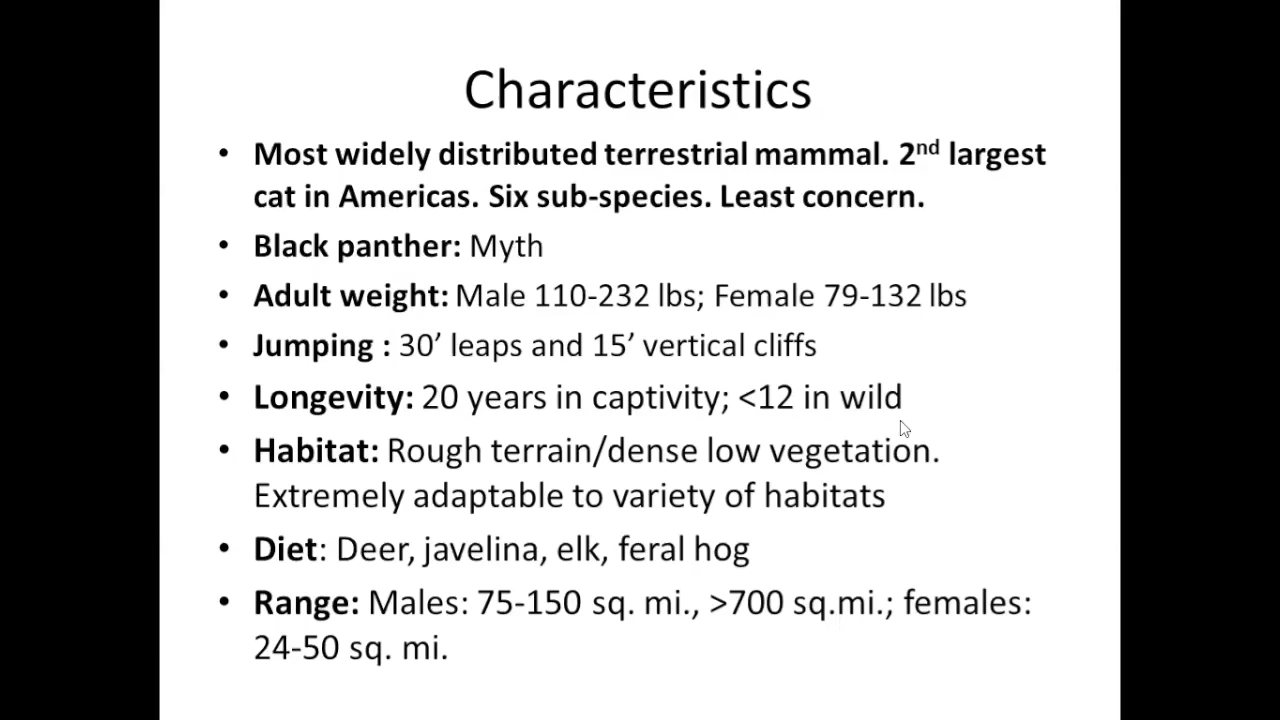 Characteristics
• Most widely distributed terrestrial mammal. 2nd largest
cat in Americas. Six sub-species. Least concern.
• Black panther: Myth
• Adult weight: Male 110-232 lbs; Female 79-132 lbs
• Jumping : 30’ leaps and 15’ vertical cliffs
• Longevity: 20 years in captivity; <12 in wild
• Habitat: Rough terrain/dense low vegetation.
Extremely adaptable to variety of habitats
• Diet: Deer, javelina, elk, feral hog
• Range: Males: 75-150 sq. mi., >700 sq.mi.; females:
24-50 sq. mi.